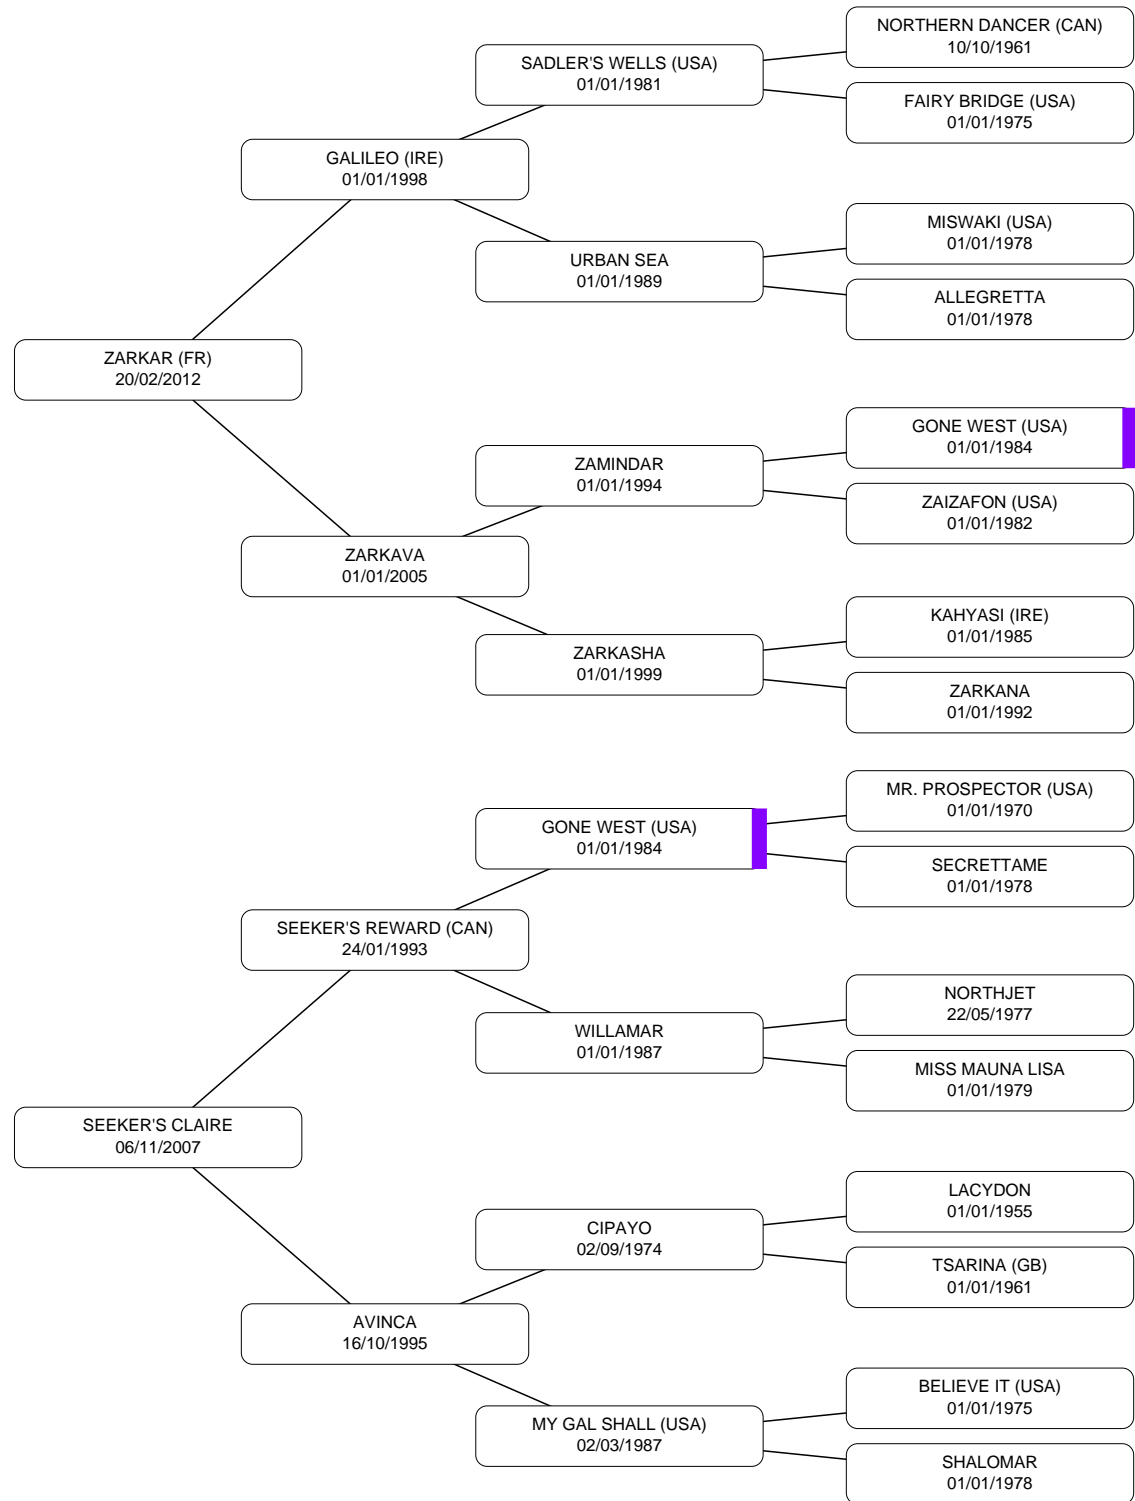 NORTHERN DANCER (CAN)
10/10/1961
SADLER'S WELLS (USA)
01/01/1981
FAIRY BRIDGE (USA)
01/01/1975
GALILEO (IRE)
01/01/1998
MISWAKI (USA)
01/01/1978
URBAN SEA
01/01/1989
ALLEGRETTA
01/01/1978
ZARKAR (FR)
20/02/2012
GONE WEST (USA)
01/01/1984
ZAMINDAR
01/01/1994
ZAIZAFON (USA)
01/01/1982
ZARKAVA
01/01/2005
KAHYASI (IRE)
01/01/1985
ZARKASHA
01/01/1999
ZARKANA
01/01/1992
MR. PROSPECTOR (USA)
01/01/1970
GONE WEST (USA)
01/01/1984
SECRETTAME
01/01/1978
SEEKER'S REWARD (CAN)
24/01/1993
NORTHJET
22/05/1977
WILLAMAR
01/01/1987
MISS MAUNA LISA
01/01/1979
SEEKER'S CLAIRE
06/11/2007
LACYDON
01/01/1955
CIPAYO
02/09/1974
TSARINA (GB)
01/01/1961
AVINCA
16/10/1995
BELIEVE IT (USA)
01/01/1975
MY GAL SHALL (USA)
02/03/1987
SHALOMAR
01/01/1978